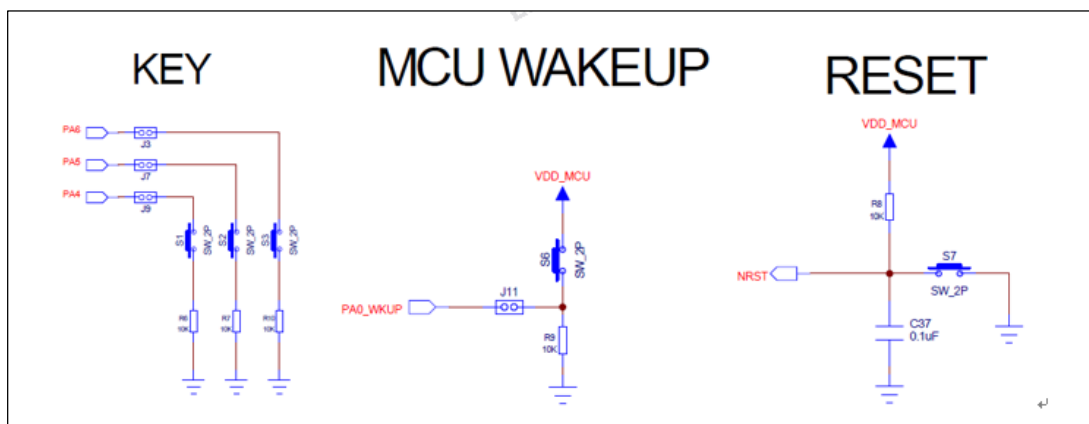 KEY
PA6
J3
PA5
J7
PA4
J9
S1
SW_2P
S2
SW_2P
S3
SW_2P
R6
10K
R7
10K
R10
10K
MCU WAKEUP
VDD_MCU
S6
SW_2P
PA0_WKUP
J11
R9
10K
RESET
VDD_MCU
R8
10K
NRST
S7
SW_2P
C37
0.1uF